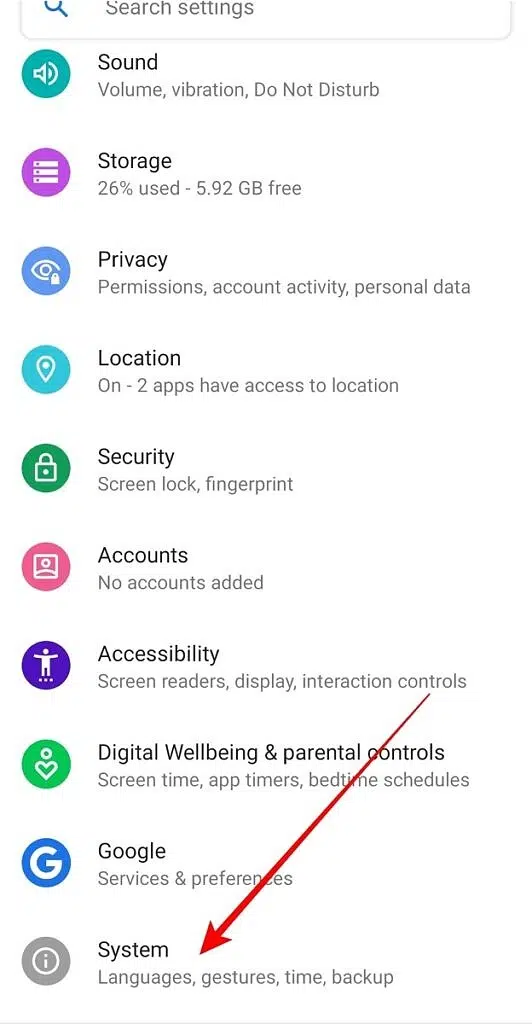 Search settings
Sound
Volume, vibration, Do Not Disturb
Storage
26% used - 5.92 GB free
Privacy
Permissions, account activity, personal data
Location
On - 2 apps have access to location
Security
Screen lock, fingerprint
Accounts
No accounts added
Accessibility
Screen readers, display, interaction controls
Digital Wellbeing & parental controls
Screen time, app timers, bedtime schedules
Google
Services & preferences
System
Languages, gestures, time, backup